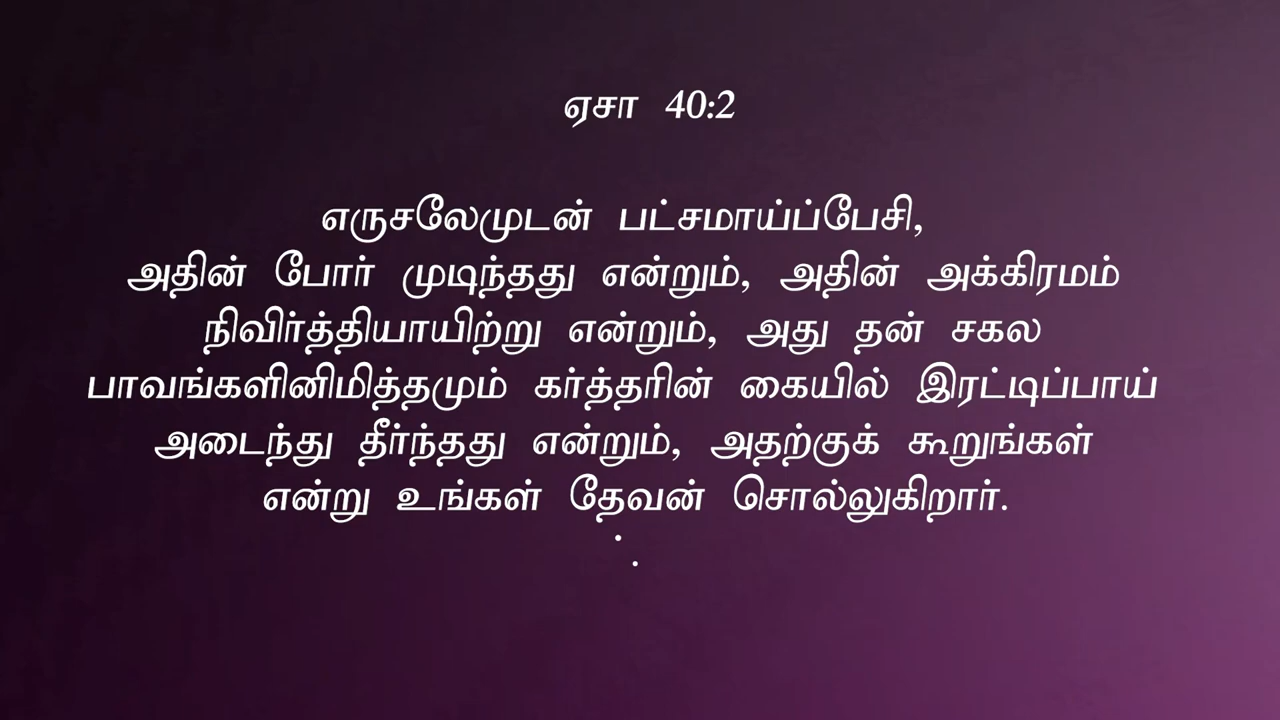 ஏசா 40:2
எருசலேமுடன் பட்சமாய்ப்பேசி,
அதின் போர் முடிந்தது என்றும், அதின் அக்கிரமம்
நிவிர்த்தியாயிற்று என்றும், அது தன் சகல
பாவங்களினிமித்தமும் கர்த்தரின் கையில் இரட்டிப்பாய்
அடைந்து தீர்ந்தது என்றும், அதற்குக் கூறுங்கள்
என்று உங்கள் தேவன் சொல்லுகிறார்.
.
.